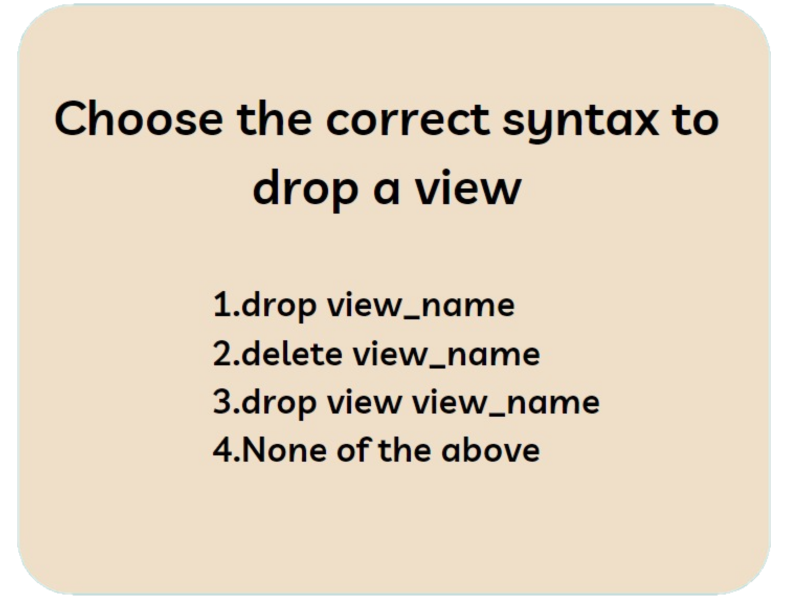 Choose the correct syntax to
drop a view
1.drop view_name
2.delete view_name
3.drop view view_name
4.None of the above